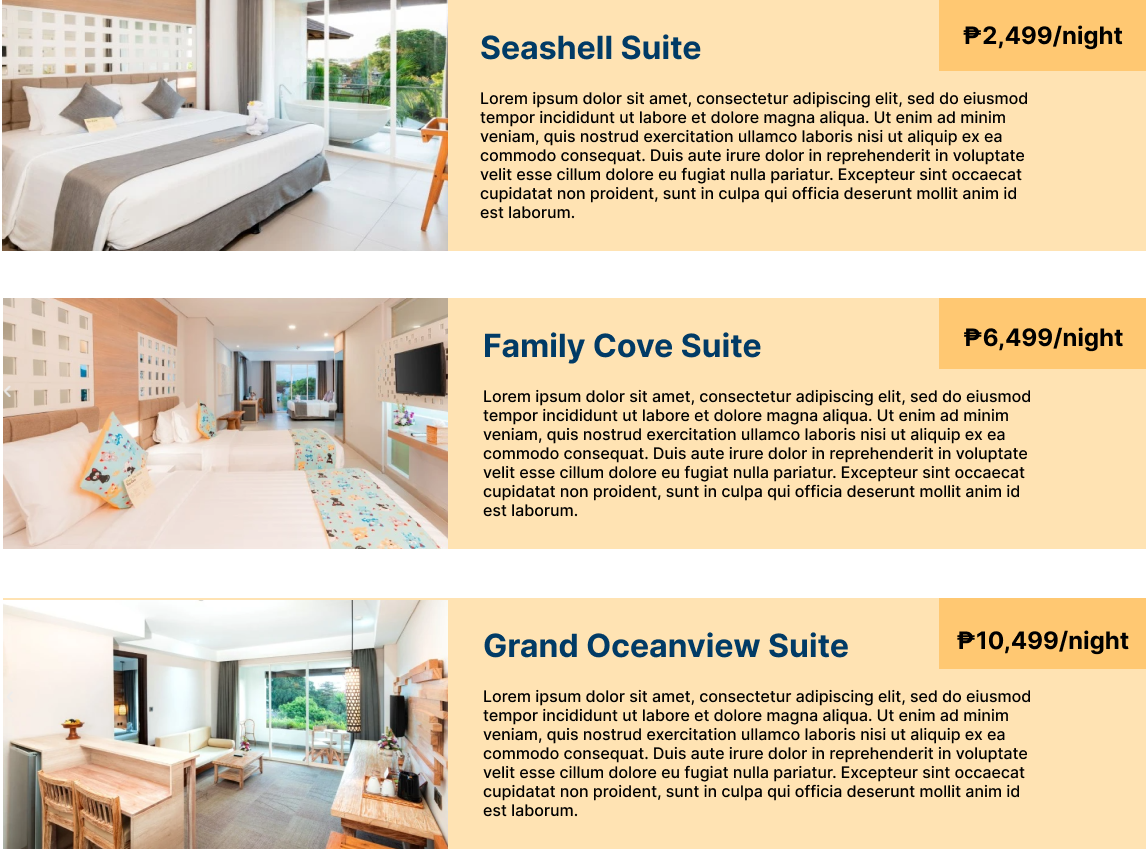 Seashell Suite
₱2,499/night
Lorem ipsum dolor sit amet, consectetur adipiscing elit, sed do eiusmod
tempor incididunt ut labore et dolore magna aliqua. Ut enim ad minim
veniam, quis nostrud exercitation ullamco laboris nisi ut aliquip ex ea
commodo consequat. Duis aute irure dolor in reprehenderit in voluptate
velit esse cillum dolore eu fugiat nulla pariatur. Excepteur sint occaecat
cupidatat non proident, sunt in culpa qui officia deserunt mollit anim id
est laborum.
Family Cove Suite
₱6,499/night
Lorem ipsum dolor sit amet, consectetur adipiscing elit, sed do eiusmod
tempor incididunt ut labore et dolore magna aliqua. Ut enim ad minim
veniam, quis nostrud exercitation ullamco laboris nisi ut aliquip ex ea
commodo consequat. Duis aute irure dolor in reprehenderit in voluptate
velit esse cillum dolore eu fugiat nulla pariatur. Excepteur sint occaecat
cupidatat non proident, sunt in culpa qui officia deserunt mollit anim id
est laborum.
Grand Oceanview Suite
₱10,499/night
Lorem ipsum dolor sit amet, consectetur adipiscing elit, sed do eiusmod
tempor incididunt ut labore et dolore magna aliqua. Ut enim ad minim
veniam, quis nostrud exercitation ullamco laboris nisi ut aliquip ex ea
commodo consequat. Duis aute irure dolor in reprehenderit in voluptate
velit esse cillum dolore eu fugiat nulla pariatur. Excepteur sint occaecat
cupidatat non proident, sunt in culpa qui officia deserunt mollit anim id
est laborum.